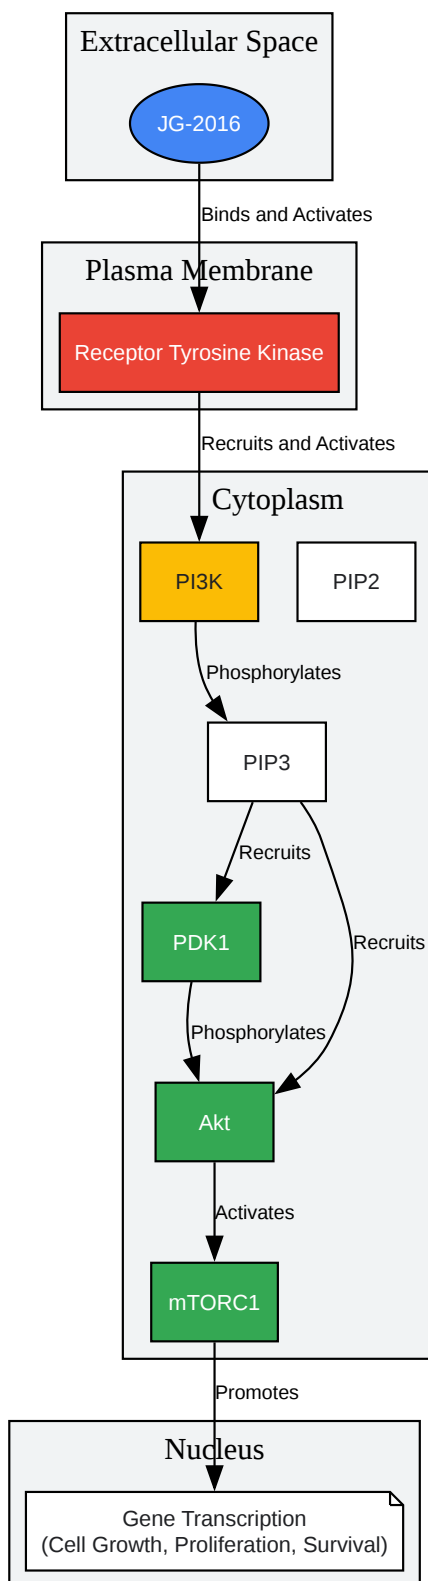 Extracellular Space
JG-2016
Binds and Activates
Plasma Membrane
Receptor Tyrosine Kinase
Recruits and Activates
Cytoplasm
PI3K
PIP2
Phosphorylates
PIP3
Recruits
PDK1
Recruits
Phosphorylates
Akt
Activates
mTORC1
Promotes
Nucleus
Gene Transcription
(Cell Growth, Proliferation, Survival)